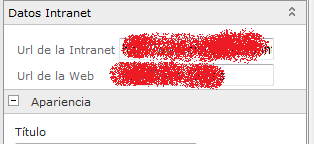 Datos Intranet
Url de la Intranet
Url de la Web
Apariencia
Título